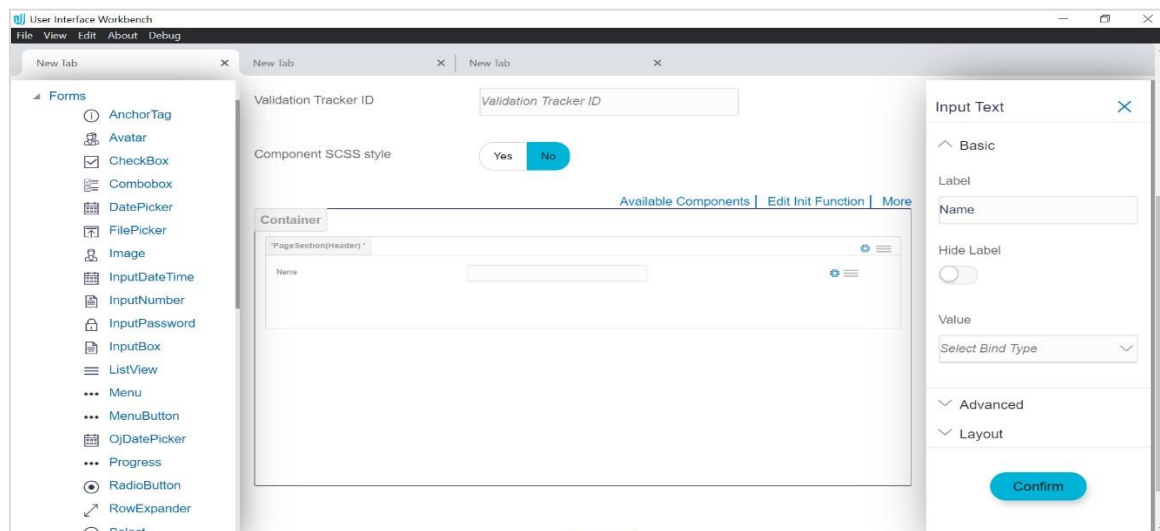 User Interface Workbench
File View Edit About Debug
New Tab
New Tab
New Tab
Forms
AnchorTag
Avatar
CheckBox
Combobox
DatePicker
FilePicker
Image
InputDateTime
InputNumber
InputPassword
InputBox
ListView
Menu
MenuButton
OjDatePicker
Progress
RadioButton
RowExpander
Select
Validation Tracker ID
Validation Tracker ID
Component SCSS style
Yes No
Available Components | Edit Init Function | More
Container
"PageSection(Header) "
Name
Input Text
Basic
Label
Name
Hide Label
Value
Select Bind Type
Advanced
Layout
Confirm